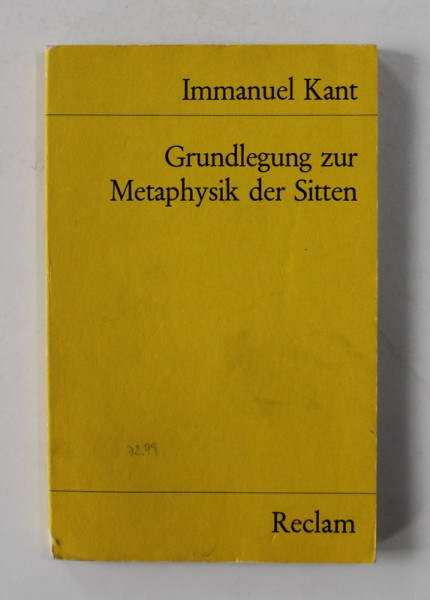 Immanuel Kant
Grundlegung zur
Metaphysik der Sitten
Reclam